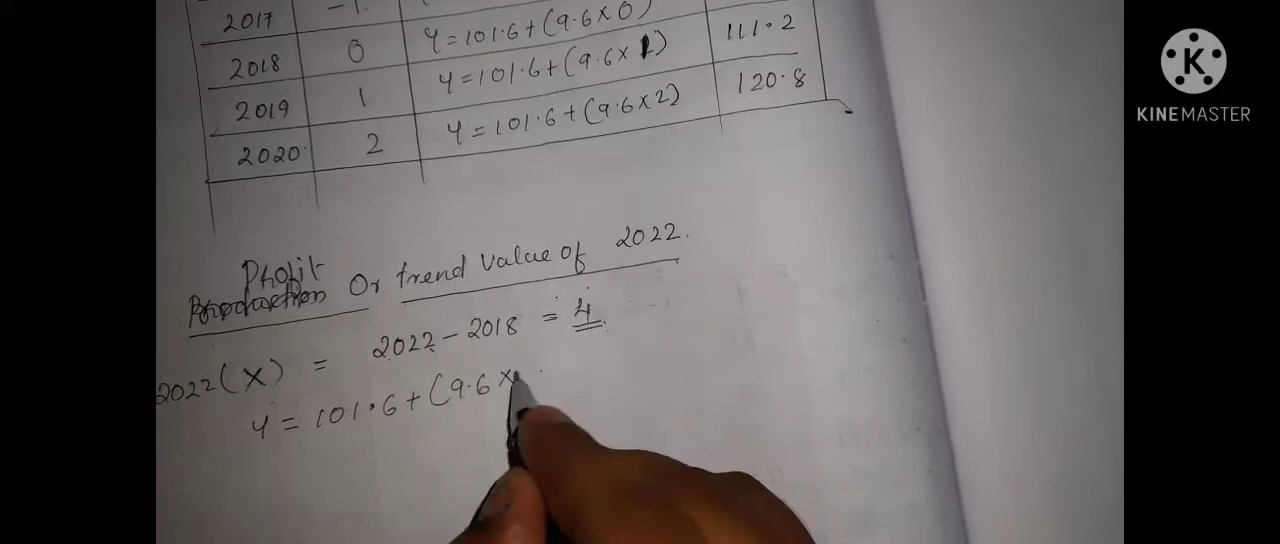 2017 -1
2018 0 Y = 101.6 + (9.6 x 0)
2019 1 Y = 101.6 + (9.6 x 1) 111.2
2020 2 Y = 101.6 + (9.6 x 2) 120.8
Profit
Production Or trend Value of 2022.
2022 (X) = 2022 - 2018 = 4
Y = 101.6 + (9.6 x
K
KINEMASTER